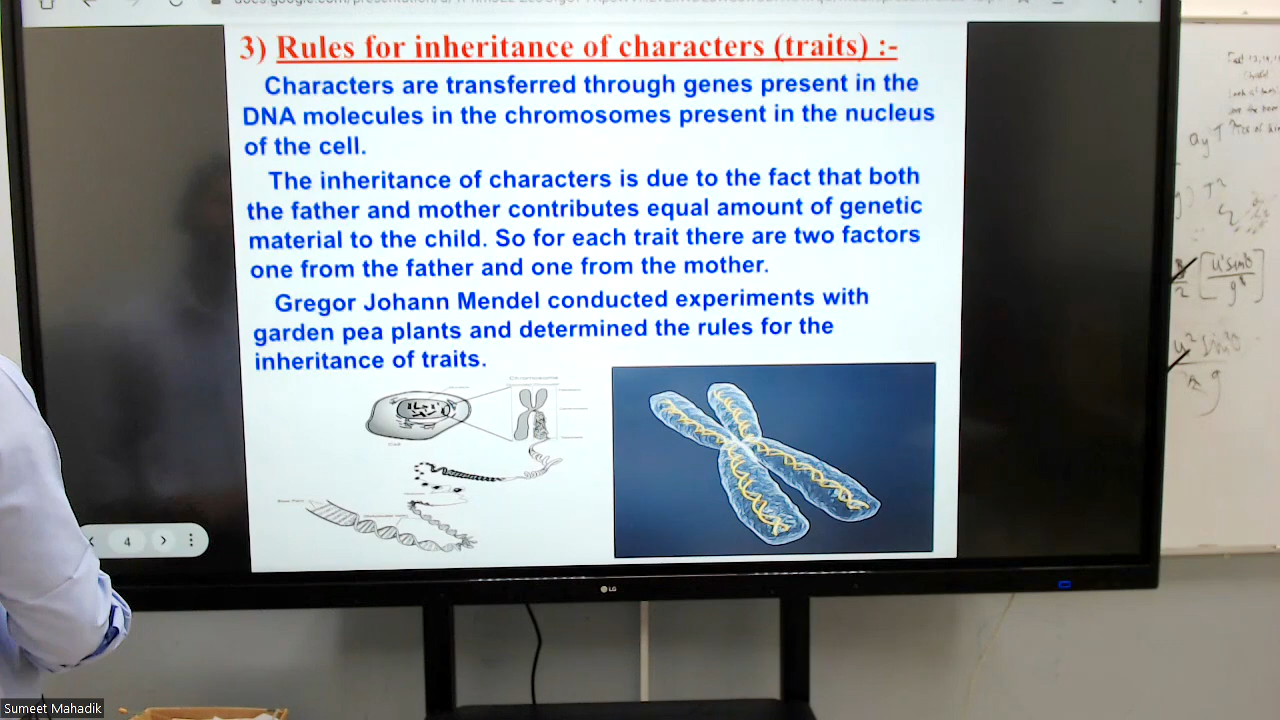 3) Rules for inheritance of characters (traits) :-
Characters are transferred through genes present in the
DNA molecules in the chromosomes present in the nucleus
of the cell.
The inheritance of characters is due to the fact that both
the father and mother contributes equal amount of genetic
material to the child. So for each trait there are two factors
one from the father and one from the mother.
Gregor Johann Mendel conducted experiments with
garden pea plants and determined the rules for the
inheritance of traits.
Chromosome
4
LG
Sumeet Mahadik